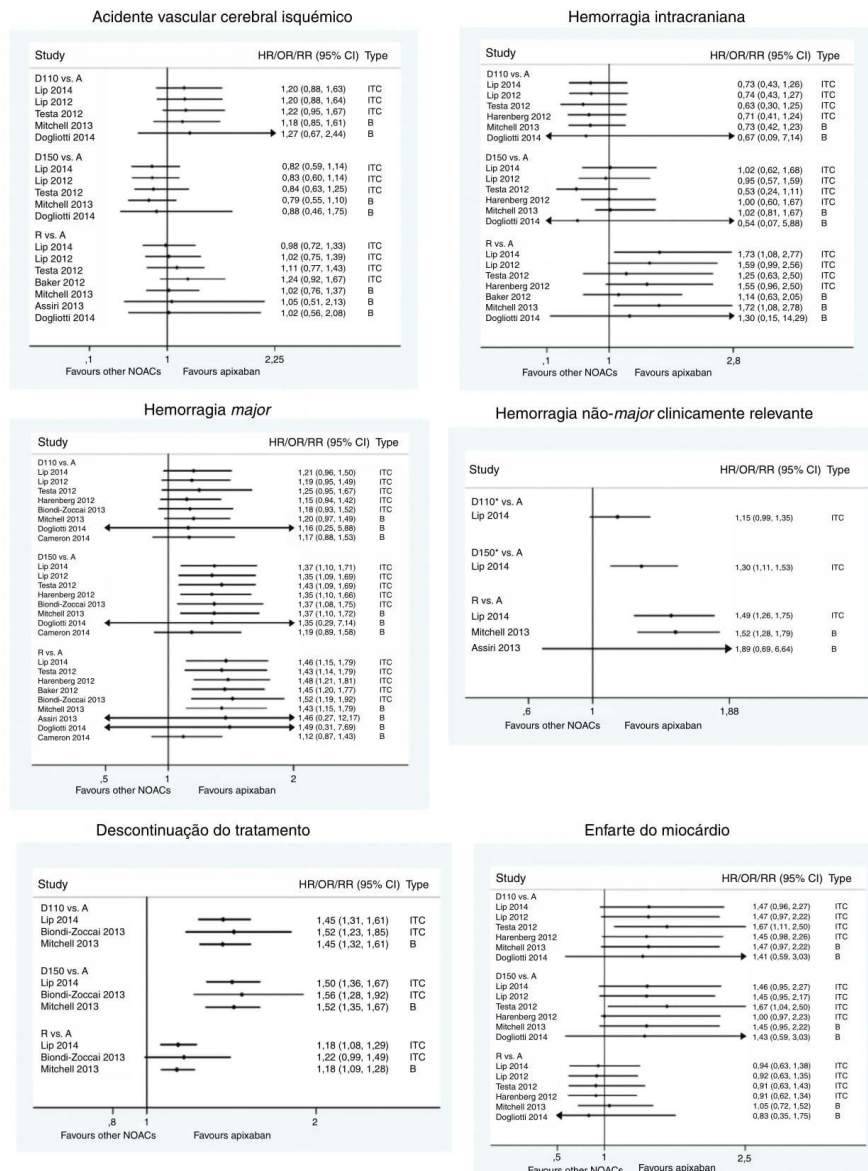 Acidente vascular cerebral isquémico
Study HR/OR/RR (95% CI) Type
D110 vs. A
Lip 2014 1,20 (0,88, 1,63) ITC
Lip 2012 1,20 (0,88, 1,64) ITC
Testa 2012 1,22 (0,95, 1,67) ITC
Mitchell 2013 1,18 (0,85, 1,61) B
Dogliotti 2014 1,27 (0,67, 2,44) B
D150 vs. A
Lip 2014 0,82 (0,59, 1,14) ITC
Lip 2012 0,83 (0,60, 1,14) ITC
Testa 2012 0,84 (0,63, 1,25) ITC
Mitchell 2013 0,79 (0,55, 1,10) B
Dogliotti 2014 0,88 (0,46, 1,75) B
R vs. A
Lip 2014 0,98 (0,72, 1,33) ITC
Lip 2012 1,02 (0,75, 1,39) ITC
Testa 2012 1,11 (0,77, 1,43) ITC
Baker 2012 1,24 (0,92, 1,67) ITC
Mitchell 2013 1,02 (0,76, 1,37) B
Assiri 2013 1,05 (0,51, 2,13) B
Dogliotti 2014 1,02 (0,56, 2,08) B
,1 1 2,25
Favours other NOACs Favours apixaban
Hemorragia intracraniana
Study HR/OR/RR (95% CI) Type
D110 vs. A
Lip 2014 0,73 (0,43, 1,26) ITC
Lip 2012 0,74 (0,43, 1,27) ITC
Testa 2012 0,63 (0,30, 1,25) ITC
Harenberg 2012 0,71 (0,41, 1,24) ITC
Mitchell 2013 0,73 (0,42, 1,23) B
Dogliotti 2014 0,67 (0,09, 7,14) B
D150 vs. A
Lip 2014 1,02 (0,62, 1,68) ITC
Lip 2012 0,95 (0,57, 1,59) ITC
Testa 2012 0,53 (0,24, 1,11) ITC
Harenberg 2012 1,00 (0,60, 1,67) ITC
Mitchell 2013 1,02 (0,81, 1,67) B
Dogliotti 2014 0,54 (0,07, 5,88) B
R vs. A
Lip 2014 1,73 (1,08, 2,77) ITC
Lip 2012 1,59 (0,99, 2,56) ITC
Testa 2012 1,25 (0,63, 2,50) ITC
Harenberg 2012 1,55 (0,96, 2,50) ITC
Baker 2012 1,14 (0,63, 2,05) B
Mitchell 2013 1,72 (1,08, 2,78) B
Dogliotti 2014 1,30 (0,15, 14,29) B
,1 1 2,8
Favours other NOACs Favours apixaban
Hemorragia major
Study HR/OR/RR (95% CI) Type
D110 vs. A
Lip 2014 1,21 (0,96, 1,50) ITC
Lip 2012 1,19 (0,95, 1,49) ITC
Testa 2012 1,25 (0,95, 1,67) ITC
Harenberg 2012 1,15 (0,94, 1,42) ITC
Biondi-Zoccai 2013 1,18 (0,93, 1,52) ITC
Mitchell 2013 1,20 (0,97, 1,49) B
Dogliotti 2014 1,16 (0,25, 5,88) B
Cameron 2014 1,17 (0,88, 1,53) B
D150 vs. A
Lip 2014 1,37 (1,10, 1,71) ITC
Lip 2012 1,35 (1,09, 1,69) ITC
Testa 2012 1,43 (1,09, 1,69) ITC
Harenberg 2012 1,35 (1,10, 1,66) ITC
Biondi-Zoccai 2013 1,37 (1,08, 1,75) ITC
Mitchell 2013 1,37 (1,10, 1,72) B
Dogliotti 2014 1,35 (0,29, 7,14) B
Cameron 2014 1,19 (0,89, 1,58) B
R vs. A
Lip 2014 1,46 (1,15, 1,79) ITC
Testa 2012 1,43 (1,14, 1,79) ITC
Harenberg 2012 1,48 (1,21, 1,81) ITC
Baker 2012 1,45 (1,20, 1,77) ITC
Biondi-Zoccai 2013 1,52 (1,19, 1,92) ITC
Mitchell 2013 1,43 (1,15, 1,79) B
Assiri 2013 1,46 (0,27, 12,17) B
Dogliotti 2014 1,49 (0,31, 7,69) B
Cameron 2014 1,12 (0,87, 1,43) B
,5 1 2
Favours other NOACs Favours apixaban
Hemorragia não-major clinicamente relevante
Study HR/OR/RR (95% CI) Type
D110* vs. A
Lip 2014 1,15 (0,99, 1,35) ITC
D150* vs. A
Lip 2014 1,30 (1,11, 1,53) ITC
R vs. A
Lip 2014 1,49 (1,26, 1,75) ITC
Mitchell 2013 1,52 (1,28, 1,79) B
Assiri 2013 1,89 (0,69, 6,64) B
,6 1 1,88
Favours other NOACs Favours apixaban
Descontinuação do tratamento
Study HR/OR/RR (95% CI) Type
D110 vs. A
Lip 2014 1,45 (1,31, 1,61) ITC
Biondi-Zoccai 2013 1,52 (1,23, 1,85) ITC
Mitchell 2013 1,45 (1,32, 1,61) B
D150 vs. A
Lip 2014 1,50 (1,36, 1,67) ITC
Biondi-Zoccai 2013 1,56 (1,28, 1,92) ITC
Mitchell 2013 1,52 (1,35, 1,67) B
R vs. A
Lip 2014 1,18 (1,08, 1,29) ITC
Biondi-Zoccai 2013 1,22 (0,99, 1,49) ITC
Mitchell 2013 1,18 (1,09, 1,28) B
,8 1 2
Favours other NOACs Favours apixaban
Enfarte do miocárdio
Study HR/OR/RR (95% CI) Type
D110 vs. A
Lip 2014 1,47 (0,96, 2,27) ITC
Lip 2012 1,47 (0,97, 2,22) ITC
Testa 2012 1,67 (1,11, 2,50) ITC
Harenberg 2012 1,45 (0,98, 2,26) ITC
Mitchell 2013 1,47 (0,97, 2,22) B
Dogliotti 2014 1,41 (0,59, 3,03) B
D150 vs. A
Lip 2014 1,46 (0,95, 2,27) ITC
Lip 2012 1,45 (0,95, 2,17) ITC
Testa 2012 1,67 (1,04, 2,50) ITC
Harenberg 2012 1,00 (0,97, 2,23) ITC
Mitchell 2013 1,45 (0,95, 2,22) B
Dogliotti 2014 1,43 (0,59, 3,03) B
R vs. A
Lip 2014 0,94 (0,63, 1,38) ITC
Lip 2012 0,92 (0,63, 1,35) ITC
Testa 2012 0,91 (0,63, 1,43) ITC
Harenberg 2012 0,91 (0,62, 1,34) ITC
Mitchell 2013 1,05 (0,72, 1,52) B
Dogliotti 2014 0,83 (0,35, 1,75) B
,5 1 2,5
Favours other NOACs Favours apixaban